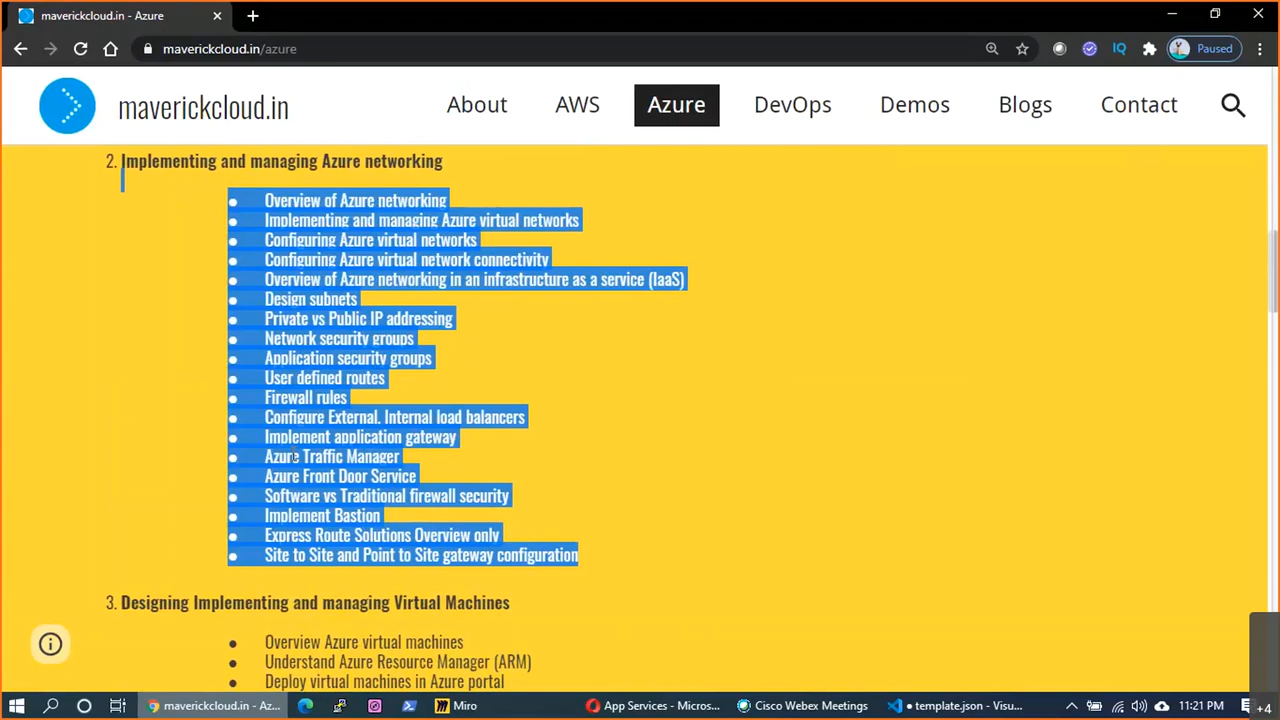 maverickcloud.in - Azure
maverickcloud.in/azure
Paused
maverickcloud.in
About AWS Azure DevOps Demos Blogs Contact
2. Implementing and managing Azure networking
Overview of Azure networking
Implementing and managing Azure virtual networks
Configuring Azure virtual networks
Configuring Azure virtual network connectivity
Overview of Azure networking in an infrastructure as a service (IaaS)
Design subnets
Private vs Public IP addressing
Network security groups
Application security groups
User defined routes
Firewall rules
Configure External. Internal load balancers
Implement application gateway
Azure Traffic Manager
Azure Front Door Service
Software vs Traditional firewall security
Implement Bastion
Express Route Solutions Overview only
Site to Site and Point to Site gateway configuration
3. Designing Implementing and managing Virtual Machines
Overview Azure virtual machines
Understand Azure Resource Manager (ARM)
Deploy virtual machines in Azure portal
maverickcloud.in - Az... Miro App Services - Micros... Cisco Webex Meetings • template.json - Visu... 11:21 PM +4